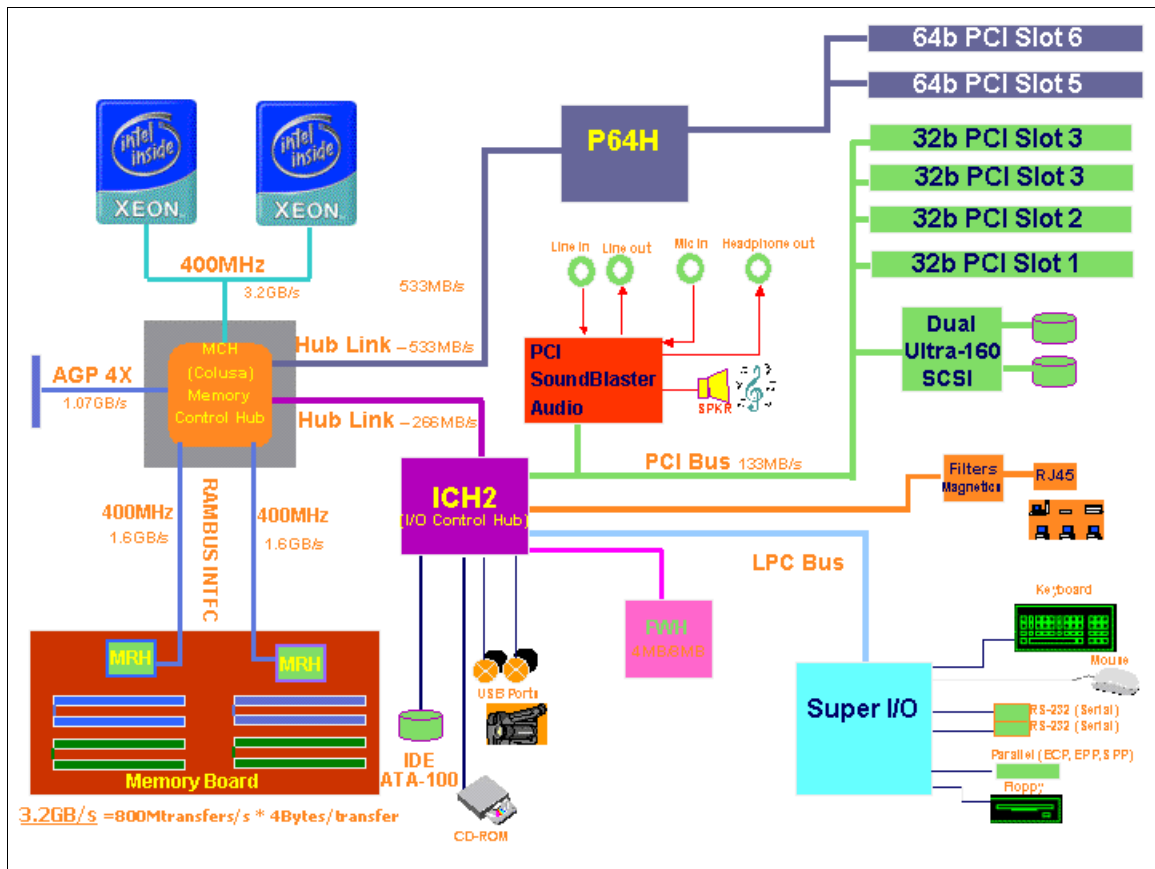 64b PCI Slot 6
64b PCI Slot 5
P64H
32b PCI Slot 3
32b PCI Slot 3
32b PCI Slot 2
32b PCI Slot 1
intel
inside
XEON
intel
inside
XEON
400MHz
3.2GB/s
533MB/s
Line in
Line out
Mic in
Headphone out
MCH
(Colusa)
Memory
Control Hub
AGP 4X
1.07GB/s
Hub Link –533MB/s
Hub Link –266MB/s
PCI
SoundBlaster
Audio
SPKR
Dual
Ultra-160
SCSI
PCI Bus 133MB/s
ICH2
(I/O Control Hub)
Filters
Magnetics
RJ45
400MHz
1.6GB/s
RAMBUS INTFC
400MHz
1.6GB/s
LPC Bus
FWH
4MB8MB
Keyboard
Mouse
Super I/O
RS-232 (Serial)
RS-232 (Serial)
Parallel (ECP, EPP,SPP)
Floppy
MRH
MRH
Memory Board
USB Ports
IDE
ATA-100
CD-ROM
3.2GB/s =800Mtransfers/s * 4Bytes/transfer